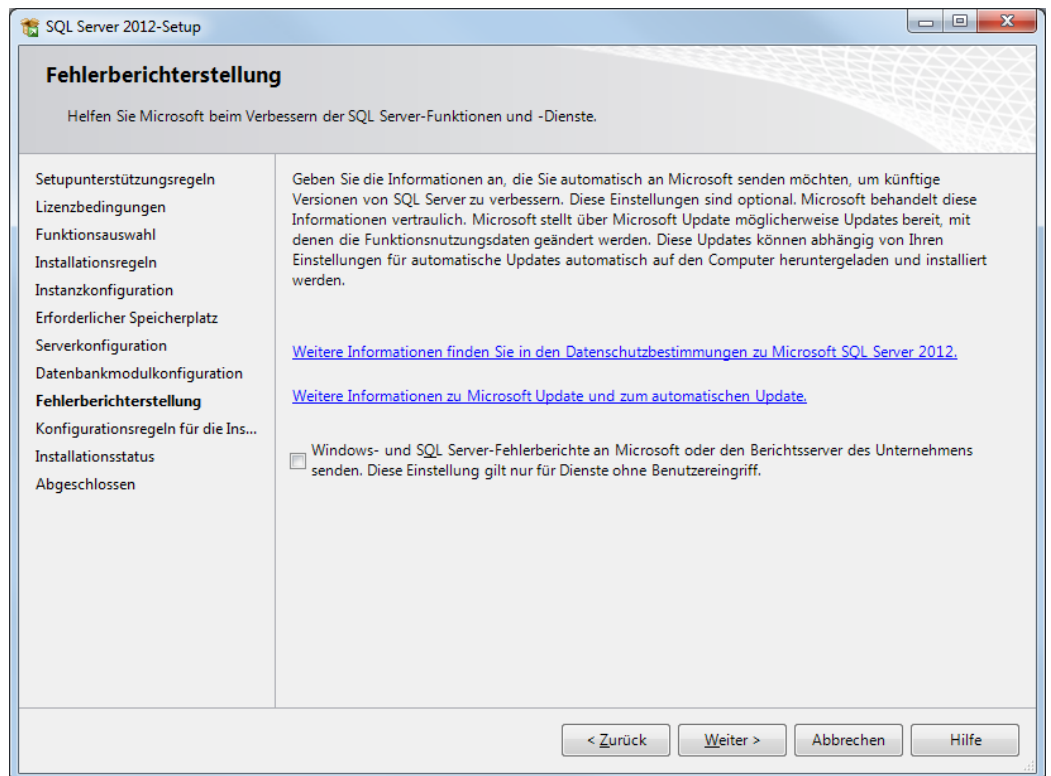 SQL Server 2012-Setup
Fehlerberichterstellung
Helfen Sie Microsoft beim Verbessern der SQL Server-Funktionen und -Dienste.
Setupunterstützungsregeln
Lizenzbedingungen
Funktionsauswahl
Installationsregeln
Instanzkonfiguration
Erforderlicher Speicherplatz
Serverkonfiguration
Datenbankmodulkonfiguration
Fehlerberichterstellung
Konfigurationsregeln für die Ins...
Installationsstatus
Abgeschlossen
Geben Sie die Informationen an, die Sie automatisch an Microsoft senden möchten, um künftige
Versionen von SQL Server zu verbessern. Diese Einstellungen sind optional. Microsoft behandelt diese
Informationen vertraulich. Microsoft stellt über Microsoft Update möglicherweise Updates bereit, mit
denen die Funktionsnutzungsdaten geändert werden. Diese Updates können abhängig von Ihren
Einstellungen für automatische Updates automatisch auf den Computer heruntergeladen und installiert
werden.
Weitere Informationen finden Sie in den Datenschutzbestimmungen zu Microsoft SQL Server 2012.
Weitere Informationen zu Microsoft Update und zum automatischen Update.
Windows- und SQL Server-Fehlerberichte an Microsoft oder den Berichtsserver des Unternehmens
senden. Diese Einstellung gilt nur für Dienste ohne Benutzereingriff.
< Zurück
Weiter >
Abbrechen
Hilfe